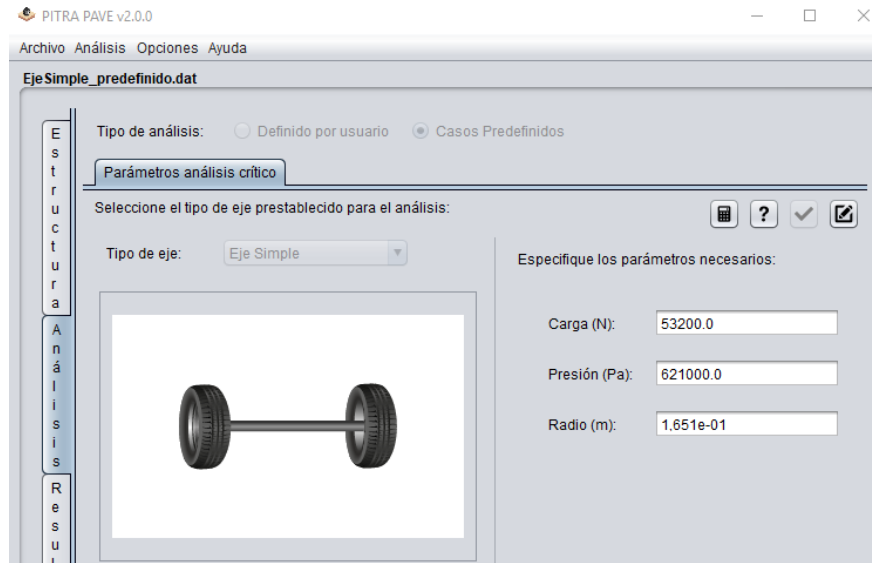 PITRA PAVE v2.0.0
Archivo Análisis Opciones Ayuda
EjeSimple_predefinido.dat
Estructura
Análisis
Resul
Tipo de análisis: Definido por usuario Casos Predefinidos
Parámetros análisis crítico
Seleccione el tipo de eje prestablecido para el análisis:
?
Tipo de eje: Eje Simple
Especifique los parámetros necesarios:
Carga (N): 53200.0
Presión (Pa): 621000.0
Radio (m): 1,651e-01